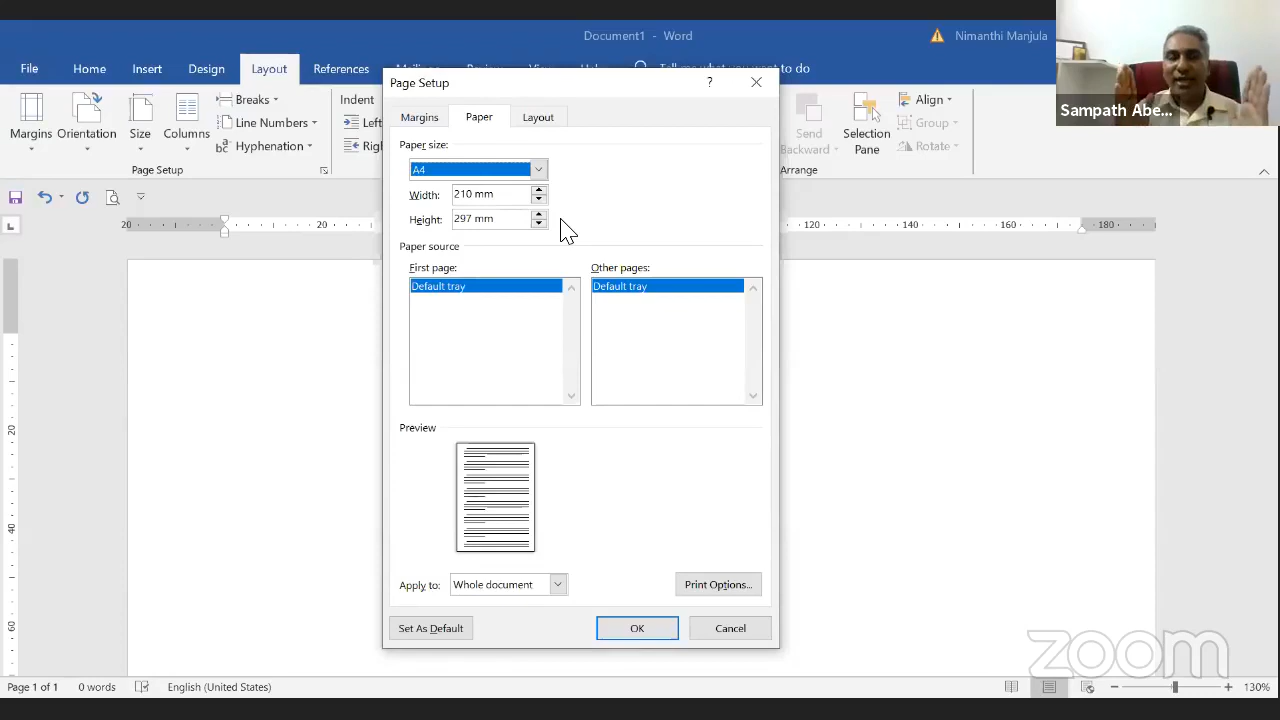 Document1 - Word
Nimanthi Manjula
File Home Insert Design Layout References
Tell me what you want to do
Sampath Abe...
Margins Orientation Size Columns
Breaks
Line Numbers
Hyphenation
Indent
Page Setup
Send Backward
Selection Pane
Align
Group
Rotate
Arrange
20 20 120 140 160 180
20
40
60
Page Setup
?
Margins Paper Layout
Paper size:
A4
Width: 210 mm
Height: 297 mm
Paper source
First page: Other pages:
Default tray Default tray
Preview
Apply to: Whole document Print Options...
Set As Default OK Cancel
zoom
Page 1 of 1 0 words English (United States) 130%